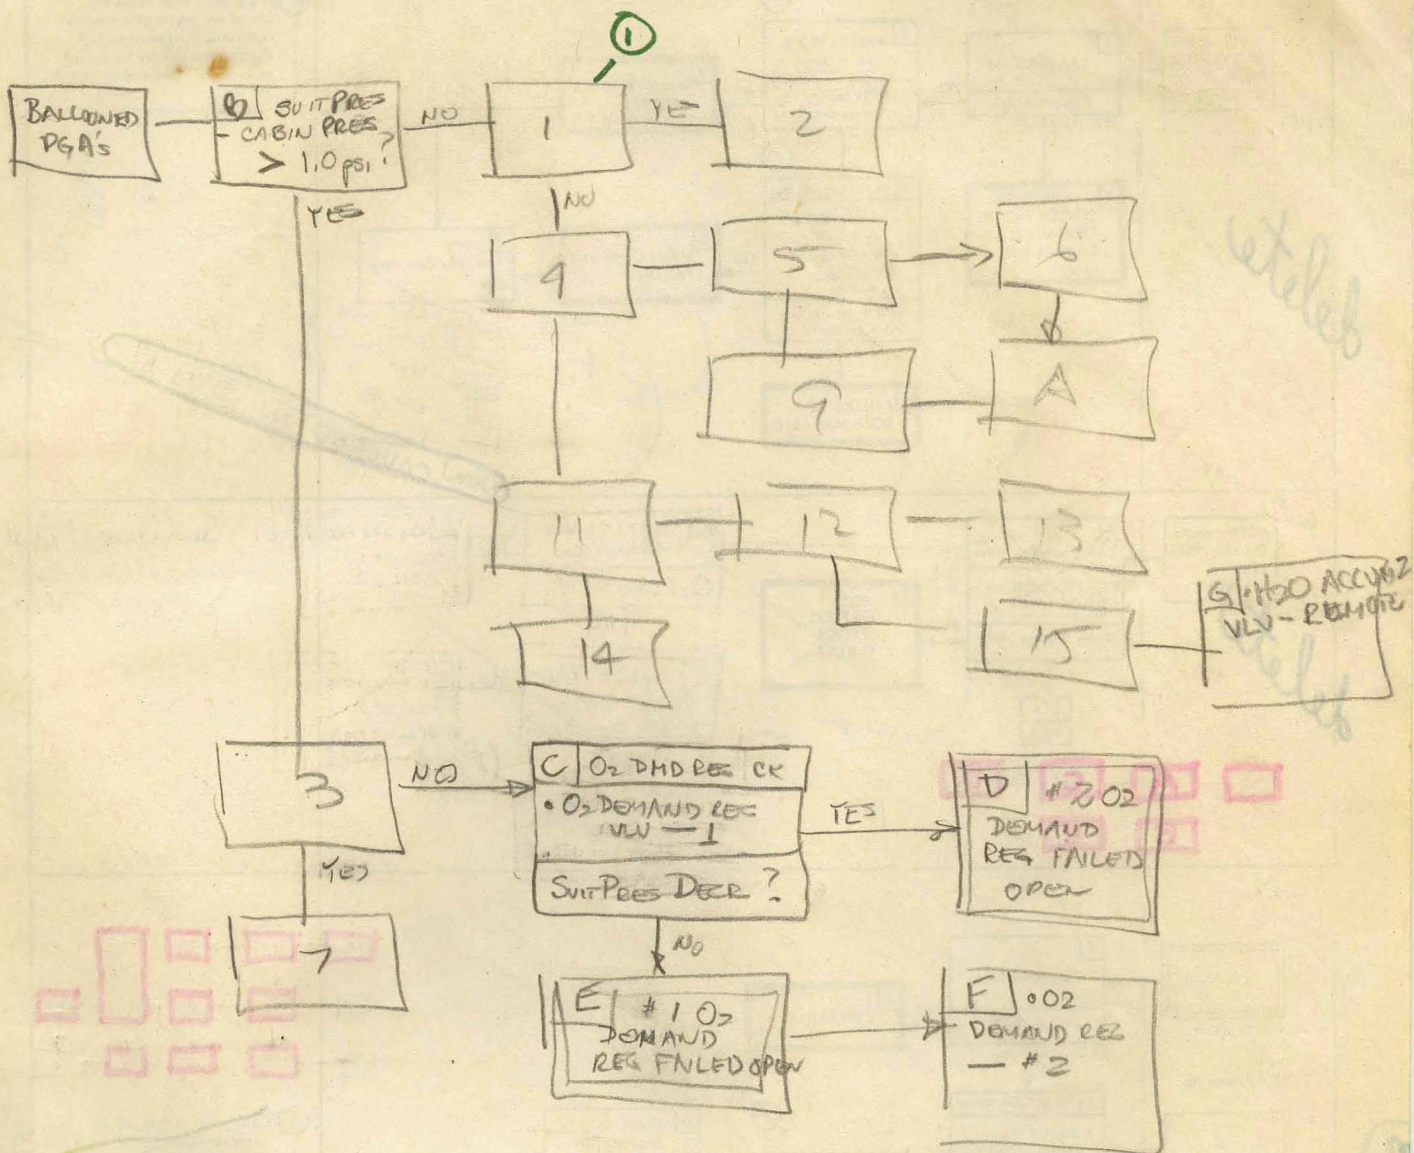 1
BALLOONED
PGA's
B SUIT PRES
- CABIN PRES
> 1.0 psi?
NO
1
YES
2
YES
NO
4
5
6
9
A
11
12
13
14
15
G •H2O ACCUM 2
VLV - REMOTE
delete
delete
3
NO
C O2 DMD REG CK
• O2 DEMAND REG
VLV — 1
SUIT PRES DECR ?
YES
D # 2 O2
DEMAND
REG FAILED
OPEN
YES
7
NO
E # 1 O2
DEMAND
REG FAILED OPEN
F • O2
DEMAND REG
— # 2